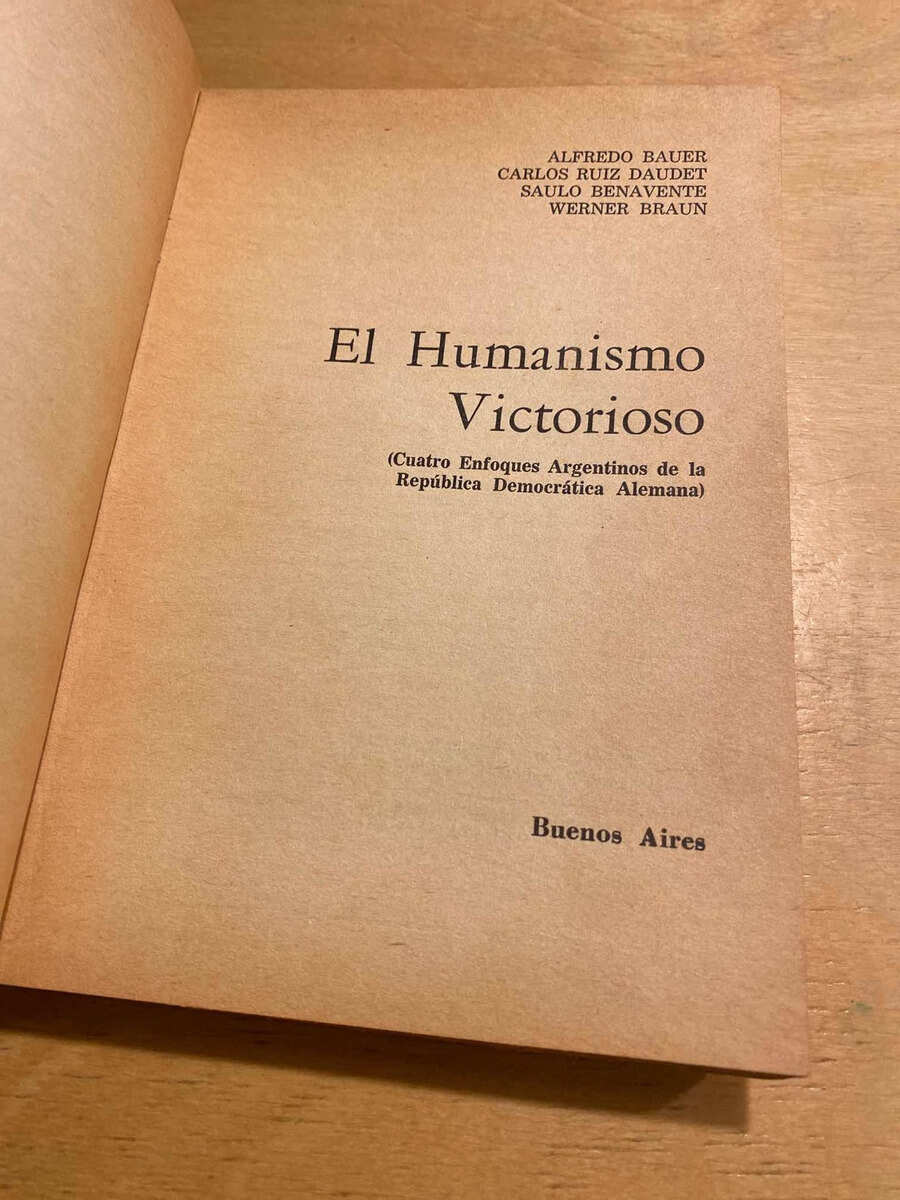 ALFREDO BAUER
CARLOS RUIZ DAUDET
SAULO BENAVENTE
WERNER BRAUN
El Humanismo
Victorioso
(Cuatro Enfoques Argentinos de la
República Democrática Alemana)
Buenos Aires